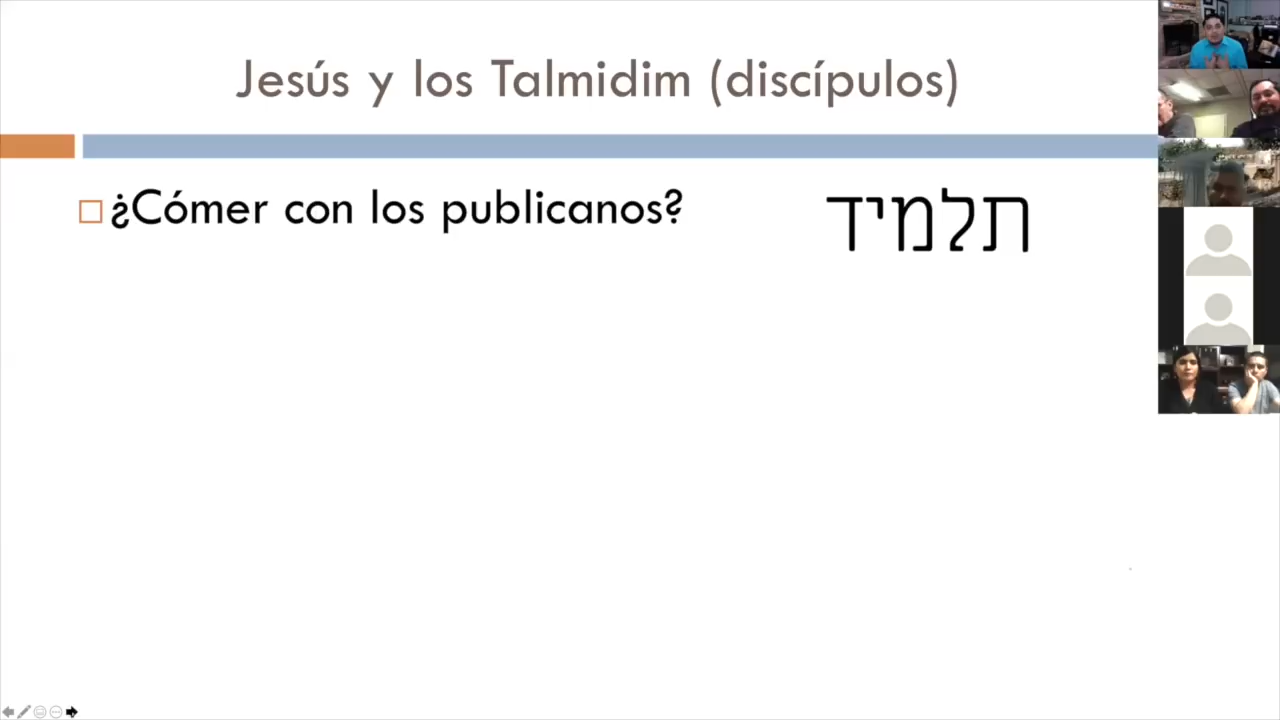 Jesús y los Talmidim (discípulos)
¿Cómer con los publicanos?
תלמיד